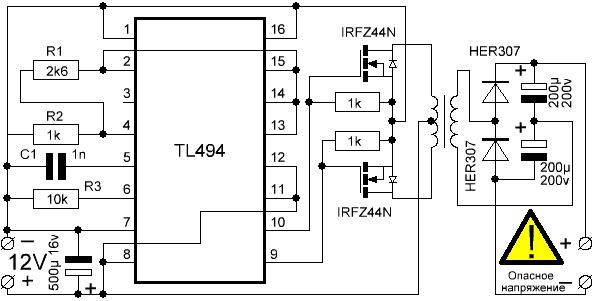 R1
2k6
R2
1k
C1
1n
10k
R3
12V
−
+
500µ 16v
+
TL494
1
2
3
4
5
6
7
8
16
15
14
13
12
11
10
9
IRFZ44N
1k
1k
IRFZ44N
HER307
HER307
+
200µ
200v
+
200µ
200v
!
Опасное
напряжение
+
−